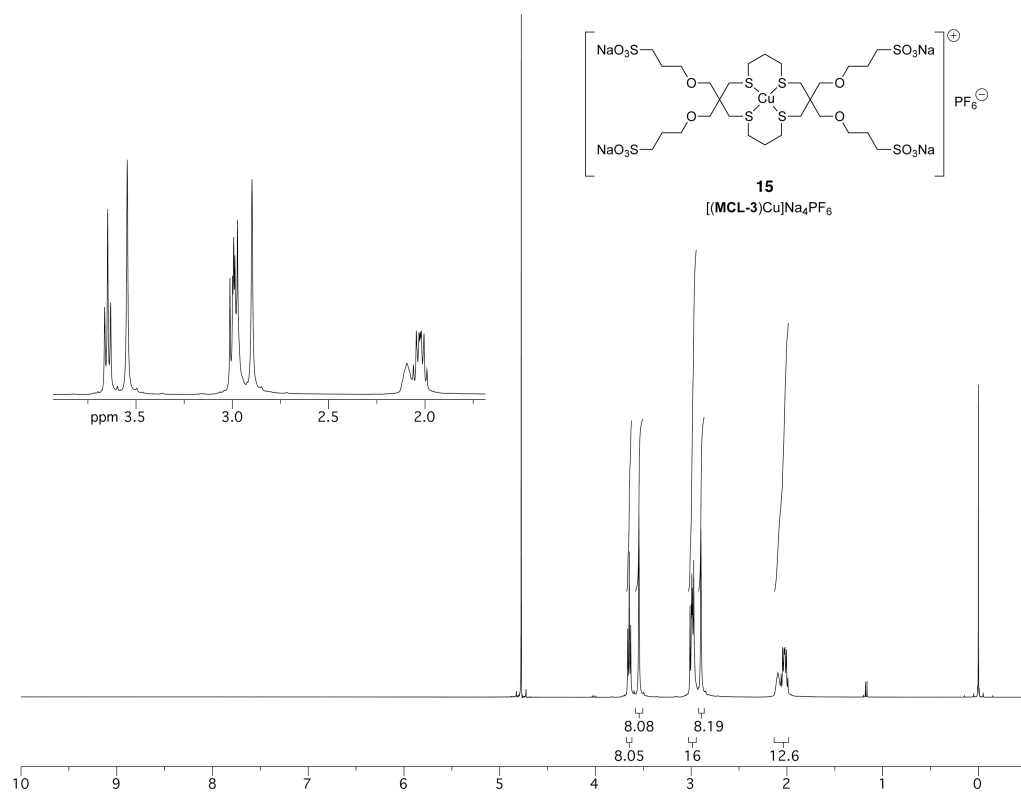 NaO3S
SO3Na
O
S
S
O
Cu
PF6⊖
⊕
O
S
S
O
NaO3S
SO3Na
15
[(MCL-3)Cu]Na4PF6
ppm 3.5 3.0 2.5 2.0
8.08 8.19
8.05 16 12.6
10 9 8 7 6 5 4 3 2 1 0